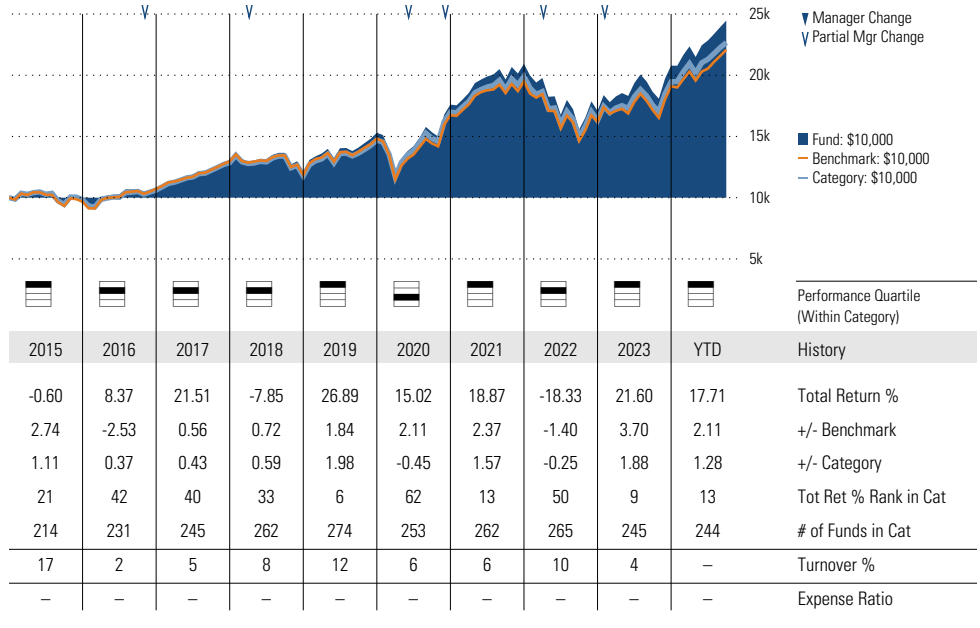 25k
Manager Change
Partial Mgr Change
20k
15k
Fund: $10,000
Benchmark: $10,000
Category: $10,000
10k
5k
Performance Quartile
(Within Category)
2015 2016 2017 2018 2019 2020 2021 2022 2023 YTD History
-0.60 8.37 21.51 -7.85 26.89 15.02 18.87 -18.33 21.60 17.71 Total Return %
2.74 -2.53 0.56 0.72 1.84 2.11 2.37 -1.40 3.70 2.11 +/- Benchmark
1.11 0.37 0.43 0.59 1.98 -0.45 1.57 -0.25 1.88 1.28 +/- Category
21 42 40 33 6 62 13 50 9 13 Tot Ret % Rank in Cat
214 231 245 262 274 253 262 265 245 244 # of Funds in Cat
17 2 5 8 12 6 6 10 4 – Turnover %
– – – – – – – – – – Expense Ratio